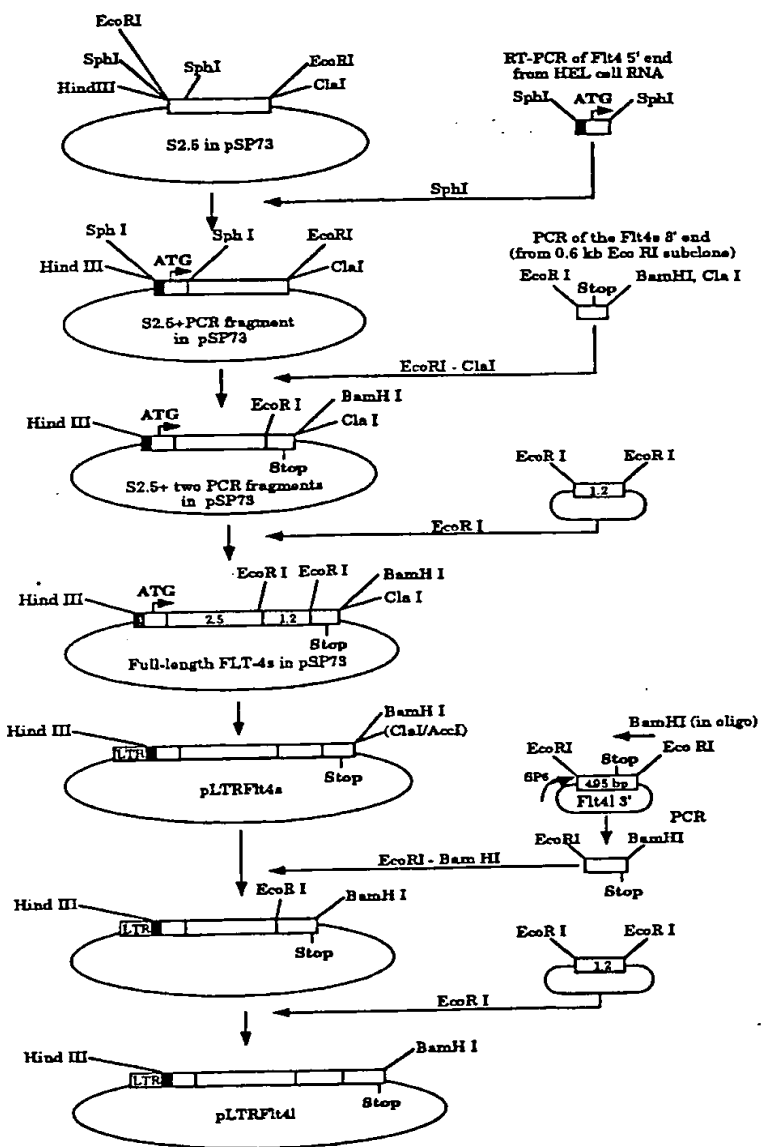 EcoRI
SphI
SphI
EcoRI
HindIII
ClaI
S2.5 in pSP73
RT-PCR of Flt4 5' end
from HEL cell RNA
SphI
ATG
SphI
SphI
Sph I
Sph I
EcoRI
ATG
Hind III
ClaI
S2.5+PCR fragment
in pSP73
PCR of the Flt4s 3' end
(from 0.6 kb Eco RI subclone)
EcoR I
Stop
BamHI, Cla I
EcoRI - ClaI
BamH I
EcoR I
Hind III
ATG
Cla I
Stop
S2.5+ two PCR fragments
in pSP73
EcoR I
EcoR I
1.2
EcoR I
EcoR I
EcoR I
BamH I
ATG
Hind III
Cla I
2.5
1.2
Stop
Full-length FLT-4s in pSP73
BamH I
(ClaI/AccI)
Hind III
LTR
Stop
pLTRFlt4s
BamHI (in oligo)
EcoRI
Stop
Eco RI
SP6
495 bp
Flt4l 3'
PCR
EcoRI
BamHI
Stop
EcoRI - Bam HI
EcoR I
BamH I
Hind III
LTR
Stop
EcoR I
EcoR I
1.2
EcoR I
Hind III
BamH I
LTR
Stop
pLTRFlt4l